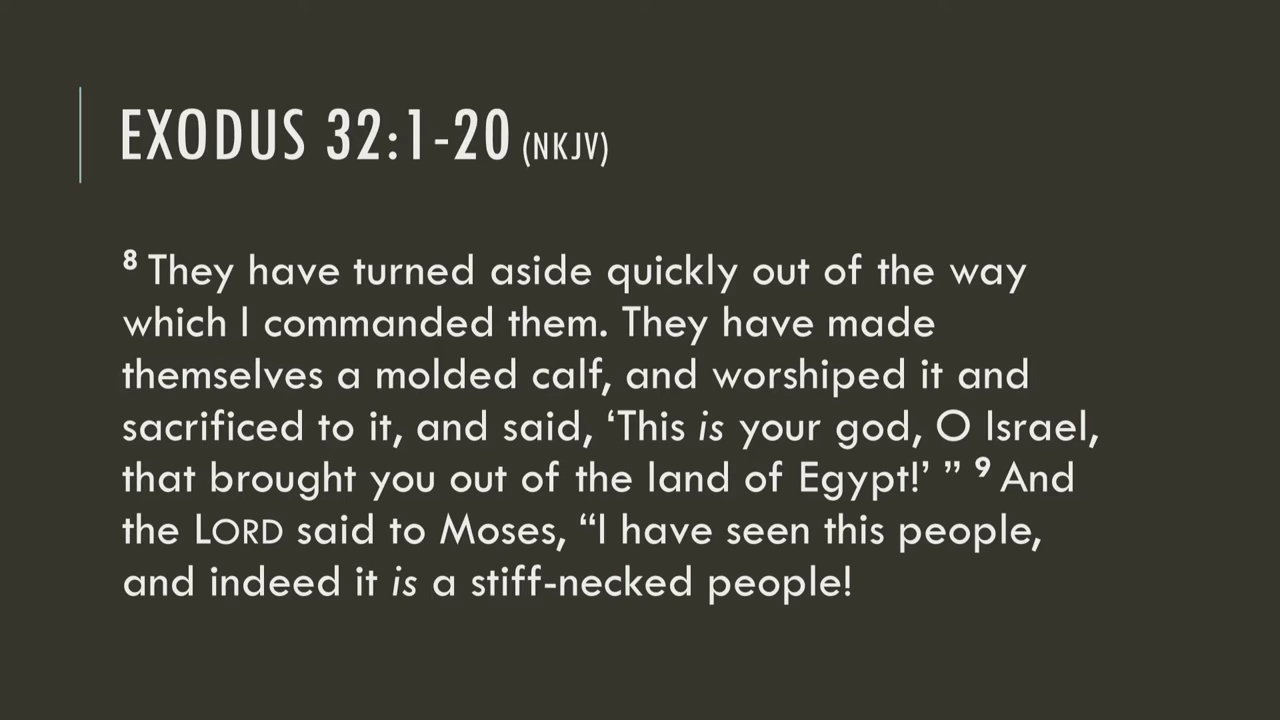 EXODUS 32:1-20 (NKJV)
8 They have turned aside quickly out of the way
which I commanded them. They have made
themselves a molded calf, and worshiped it and
sacrificed to it, and said, ‘This is your god, O Israel,
that brought you out of the land of Egypt!’ ” 9 And
the LORD said to Moses, “I have seen this people,
and indeed it is a stiff-necked people!